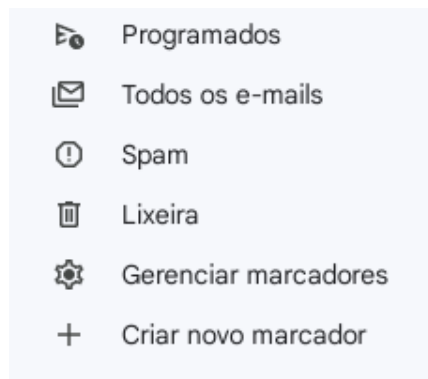 Programados
Todos os e-mails
Spam
Lixeira
Gerenciar marcadores
Criar novo marcador